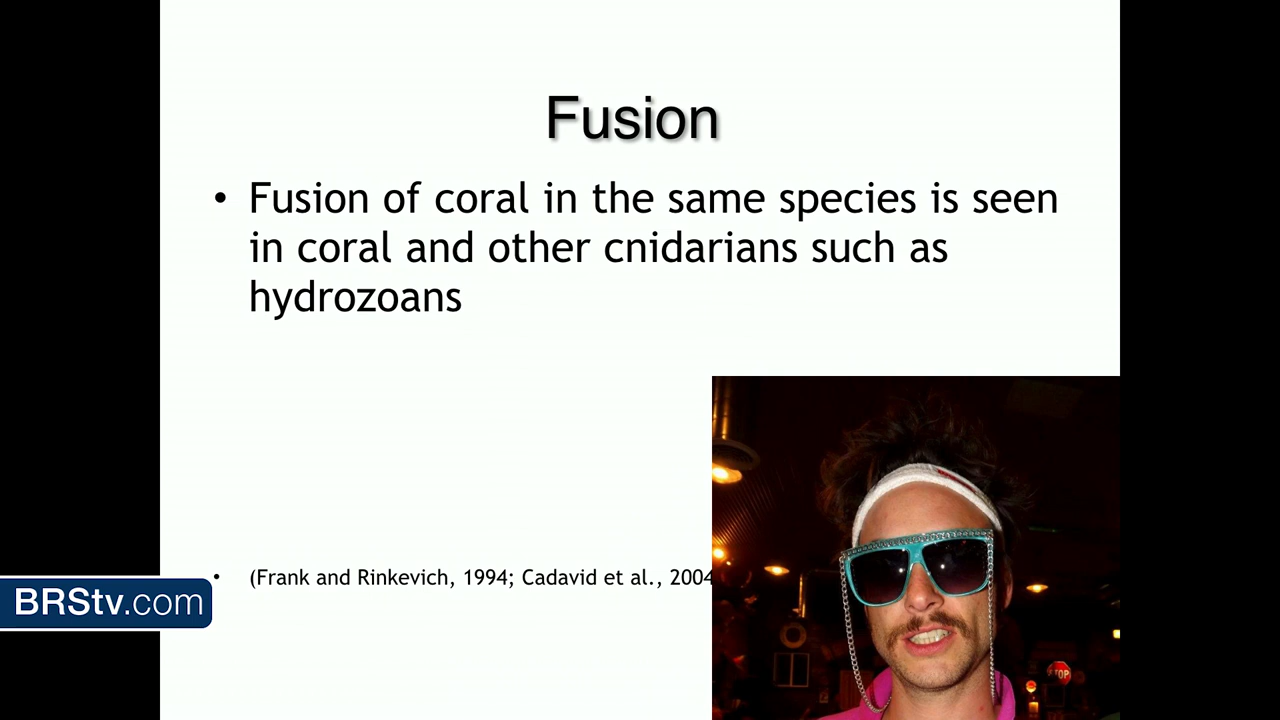 Fusion
• Fusion of coral in the same species is seen
in coral and other cnidarians such as
hydrozoans
• (Frank and Rinkevich, 1994; Cadavid et al., 2004
BRStv.com